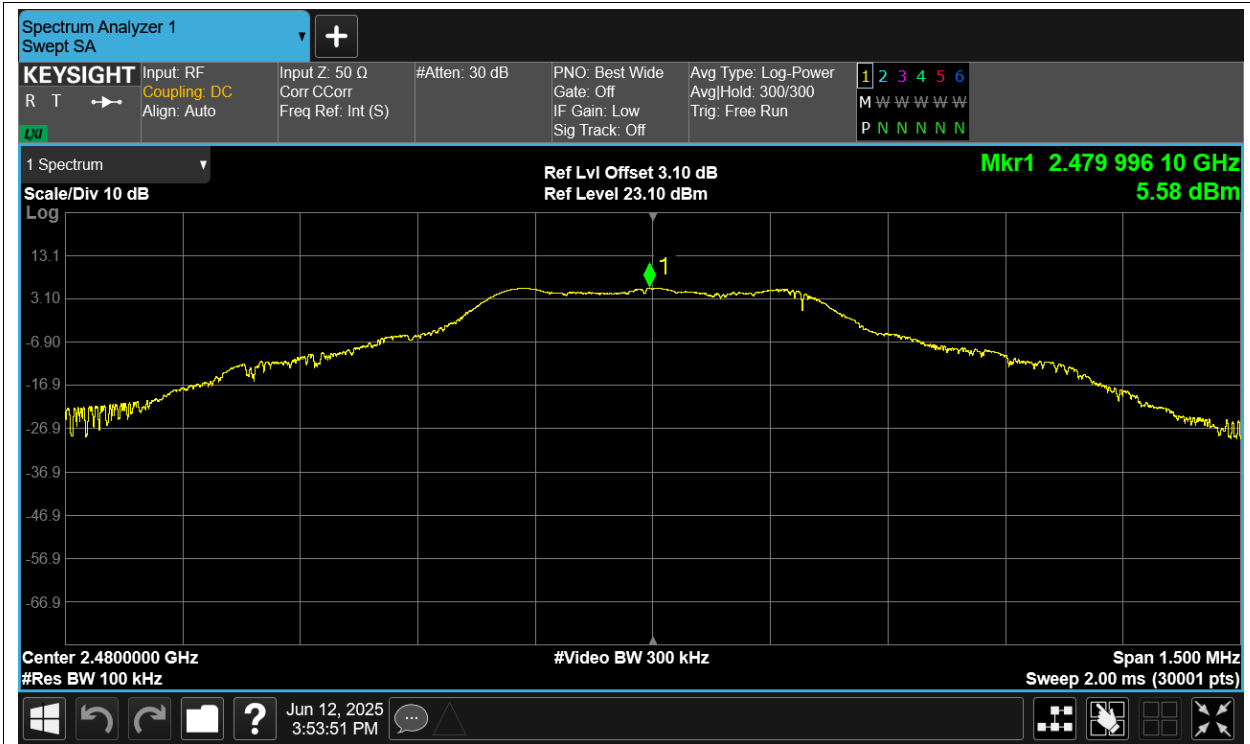 Spectrum Analyzer 1
Swept SA
+
KEYSIGHT
R T
LXI
Input: RF
Coupling: DC
Align: Auto
Input Z: 50 Ω
Corr CCorr
Freq Ref: Int (S)
#Atten: 30 dB
PNO: Best Wide
Gate: Off
IF Gain: Low
Sig Track: Off
Avg Type: Log-Power
Avg|Hold: 300/300
Trig: Free Run
1 2 3 4 5 6
M W W W W W
P N N N N N
1 Spectrum
Scale/Div 10 dB
Log
Ref Lvl Offset 3.10 dB
Ref Level 23.10 dBm
Mkr1 2.479 996 10 GHz
5.58 dBm
1
13.1
3.10
-6.90
-16.9
-26.9
-36.9
-46.9
-56.9
-66.9
Center 2.4800000 GHz
#Res BW 100 kHz
#Video BW 300 kHz
Span 1.500 MHz
Sweep 2.00 ms (30001 pts)
?
Jun 12, 2025
3:53:51 PM